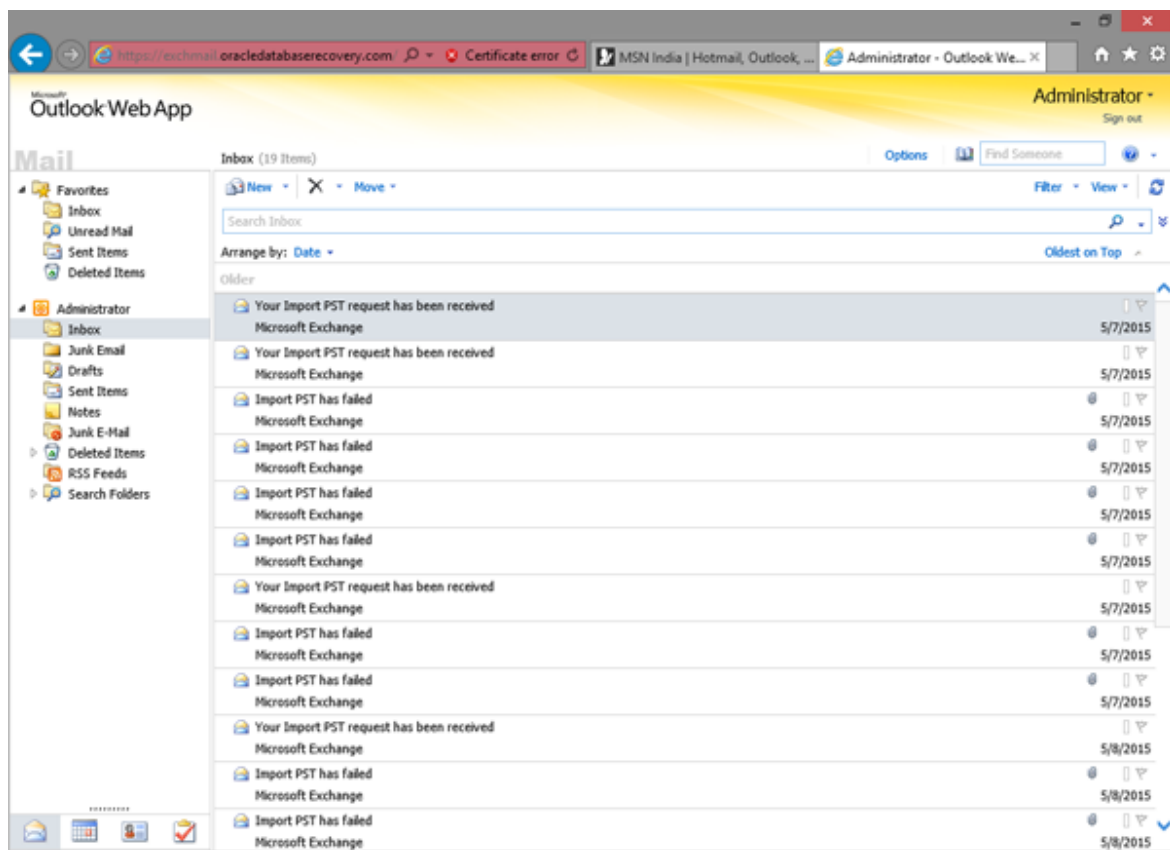 https://exchmail.oracledatabaserecovery.com/ Certificate error MSN India | Hotmail, Outlook, ... Administrator - Outlook We...
Microsoft
Outlook Web App
Administrator
Sign out
Mail
Inbox (19 Items)
Options
Find Someone
Favorites
Inbox
Unread Mail
Sent Items
Deleted Items
Administrator
Inbox
Junk Email
Drafts
Sent Items
Notes
Junk E-Mail
Deleted Items
RSS Feeds
Search Folders
New Move Filter View
Search Inbox
Arrange by: Date Oldest on Top
Older
Your Import PST request has been received
Microsoft Exchange 5/7/2015
Your Import PST request has been received
Microsoft Exchange 5/7/2015
Import PST has failed
Microsoft Exchange 5/7/2015
Import PST has failed
Microsoft Exchange 5/7/2015
Import PST has failed
Microsoft Exchange 5/7/2015
Import PST has failed
Microsoft Exchange 5/7/2015
Your Import PST request has been received
Microsoft Exchange 5/7/2015
Import PST has failed
Microsoft Exchange 5/7/2015
Import PST has failed
Microsoft Exchange 5/7/2015
Your Import PST request has been received
Microsoft Exchange 5/8/2015
Import PST has failed
Microsoft Exchange 5/8/2015
Import PST has failed
Microsoft Exchange 5/8/2015